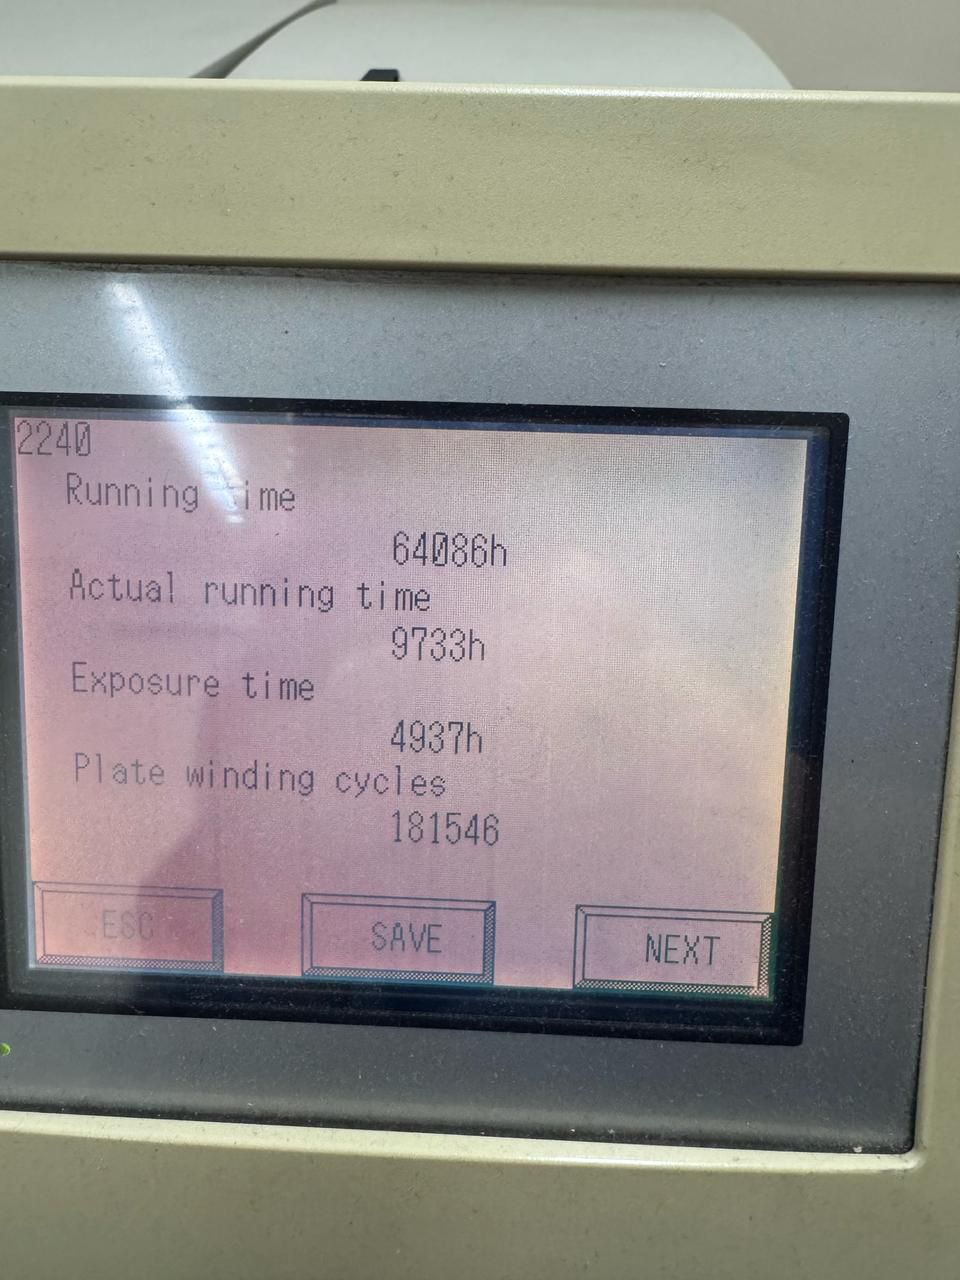 2240
Running time
64086h
Actual running time
9733h
Exposure time
4937h
Plate winding cycles
181546
ESC SAVE NEXT